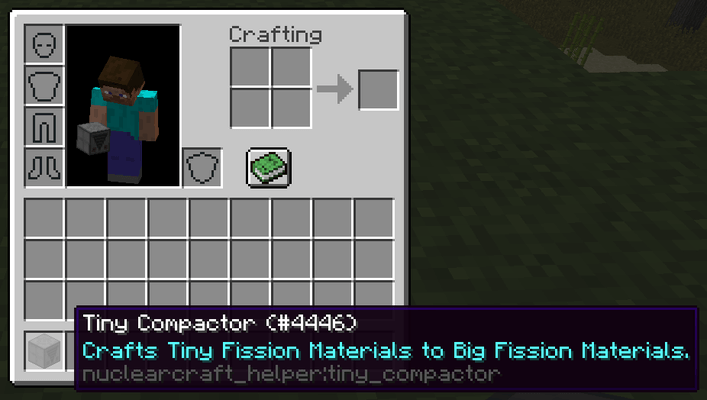 Crafting
Tiny Compactor (#4446)
Crafts Tiny Fission Materials to Big Fission Materials.
nuclearcraft_helper:tiny_compactor